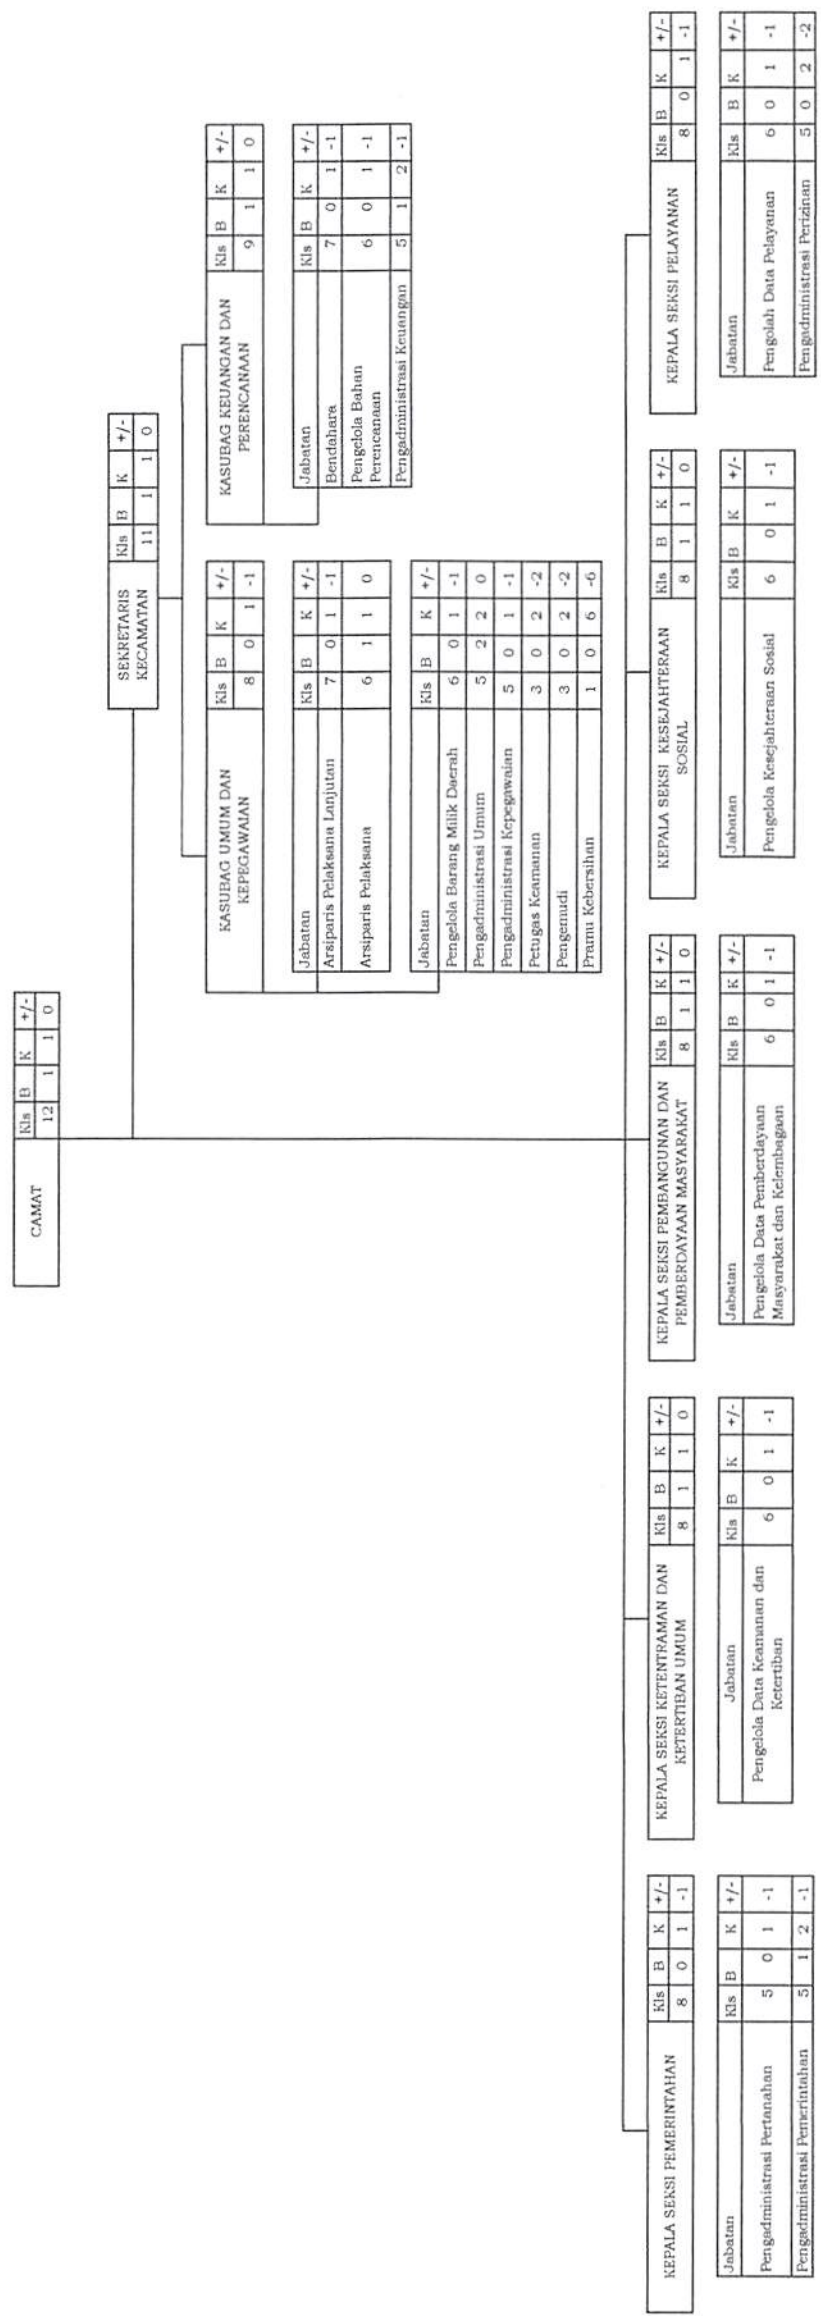 CAMAT Kls B K +/-
12 1 1 0
SEKRETARIS
KECAMATAN Kls B K +/-
11 1 1 0
KASUBAG UMUM DAN
KEPEGAWAIAN Kls B K +/-
8 0 1 -1
Jabatan Kls B K +/-
Arsiparis Pelaksana Lanjutan 7 0 1 -1
Arsiparis Pelaksana 6 1 1 0
Jabatan Kls B K +/-
Pengelola Barang Milik Daerah 6 0 1 -1
Pengadministrasi Umum 5 2 2 0
Pengadministrasi Kepegawaian 5 0 1 -1
Petugas Keamanan 3 0 2 -2
Pengemudi 3 0 2 -2
Pramu Kebersihan 1 0 6 -6
KASUBAG KEUANGAN DAN
PERENCANAAN Kls B K +/-
9 1 1 0
Jabatan Kls B K +/-
Bendahara 7 0 1 -1
Pengelola Bahan
Perencanaan 6 0 1 -1
Pengadministrasi Keuangan 5 1 2 -1
KEPALA SEKSI PEMERINTAHAN Kls B K +/-
8 0 1 -1
Jabatan Kls B K +/-
Pengadministrasi Pertanahan 5 0 1 -1
Pengadministrasi Pemerintahan 5 1 2 -1
KEPALA SEKSI KETENTRAMAN DAN
KETERTIBAN UMUM Kls B K +/-
8 1 1 0
Jabatan Kls B K +/-
Pengelola Data Keamanan dan
Ketertiban 6 0 1 -1
KEPALA SEKSI PEMBANGUNAN DAN
PEMBERDAYAAN MASYARAKAT Kls B K +/-
8 1 1 0
Jabatan Kls B K +/-
Pengelola Data Pemberdayaan
Masyarakat dan Kelembagaan 6 0 1 -1
KEPALA SEKSI KESEJAHTERAAN
SOSIAL Kls B K +/-
8 1 1 0
Jabatan Kls B K +/-
Pengelola Kesejahteraan Sosial 6 0 1 -1
KEPALA SEKSI PELAYANAN Kls B K +/-
8 0 1 -1
Jabatan Kls B K +/-
Pengolah Data Pelayanan 6 0 1 -1
Pengadministrasi Perizinan 5 0 2 -2